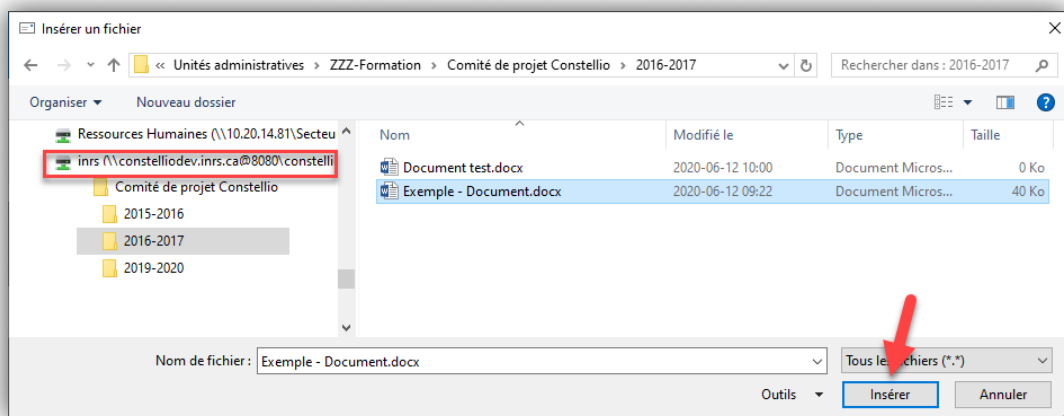 Insérer un fichier
« Unités administratives > ZZZ-Formation > Comité de projet Constellio > 2016-2017
Rechercher dans : 2016-2017
Organiser Nouveau dossier
Ressources Humaines (\\10.20.14.81\Secteu
inrs (\\constelliodev.inrs.ca@8080\constelli
Comité de projet Constellio
2015-2016
2016-2017
2019-2020
Nom Modifié le Type Taille
Document test.docx 2020-06-12 10:00 Document Micros... 0 Ko
Exemple - Document.docx 2020-06-12 09:22 Document Micros... 40 Ko
Nom de fichier : Exemple - Document.docx
Tous (*.*)
Outils Insérer Annuler